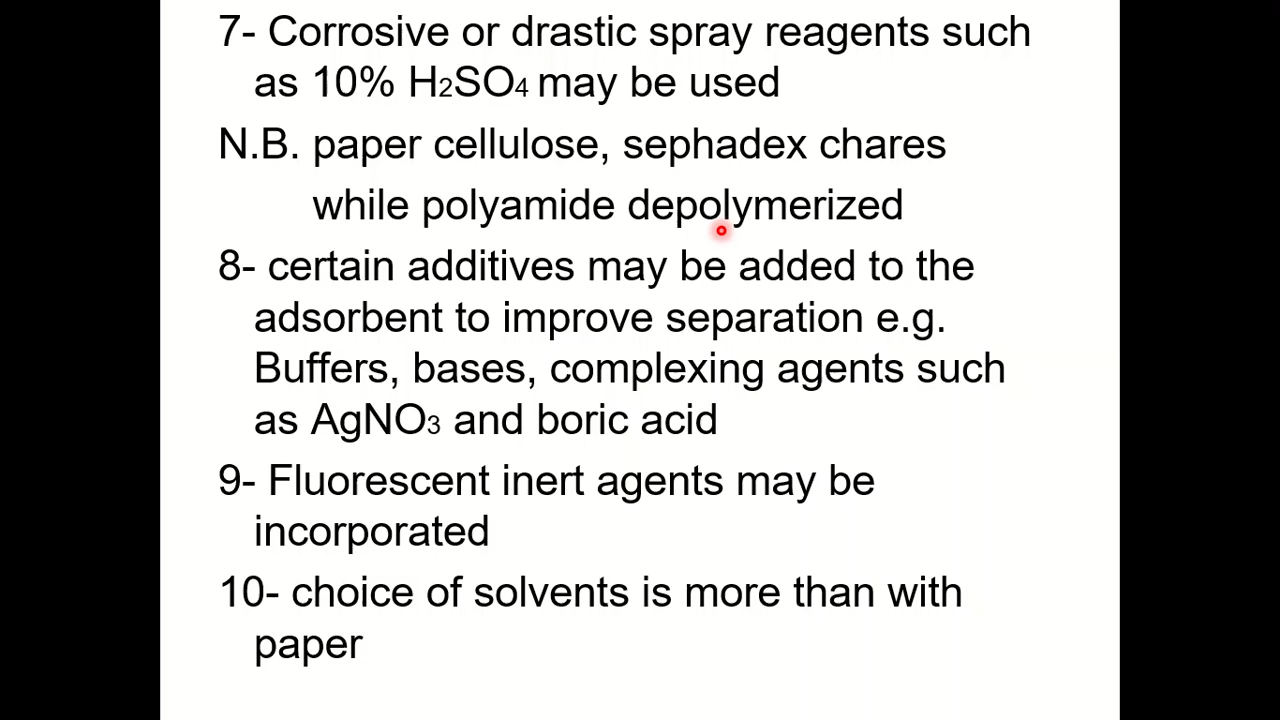 7- Corrosive or drastic spray reagents such
as 10% H₂SO₄ may be used
N.B. paper cellulose, sephadex chares
while polyamide depolymerized
8- certain additives may be added to the
adsorbent to improve separation e.g.
Buffers, bases, complexing agents such
as AgNO₃ and boric acid
9- Fluorescent inert agents may be
incorporated
10- choice of solvents is more than with
paper